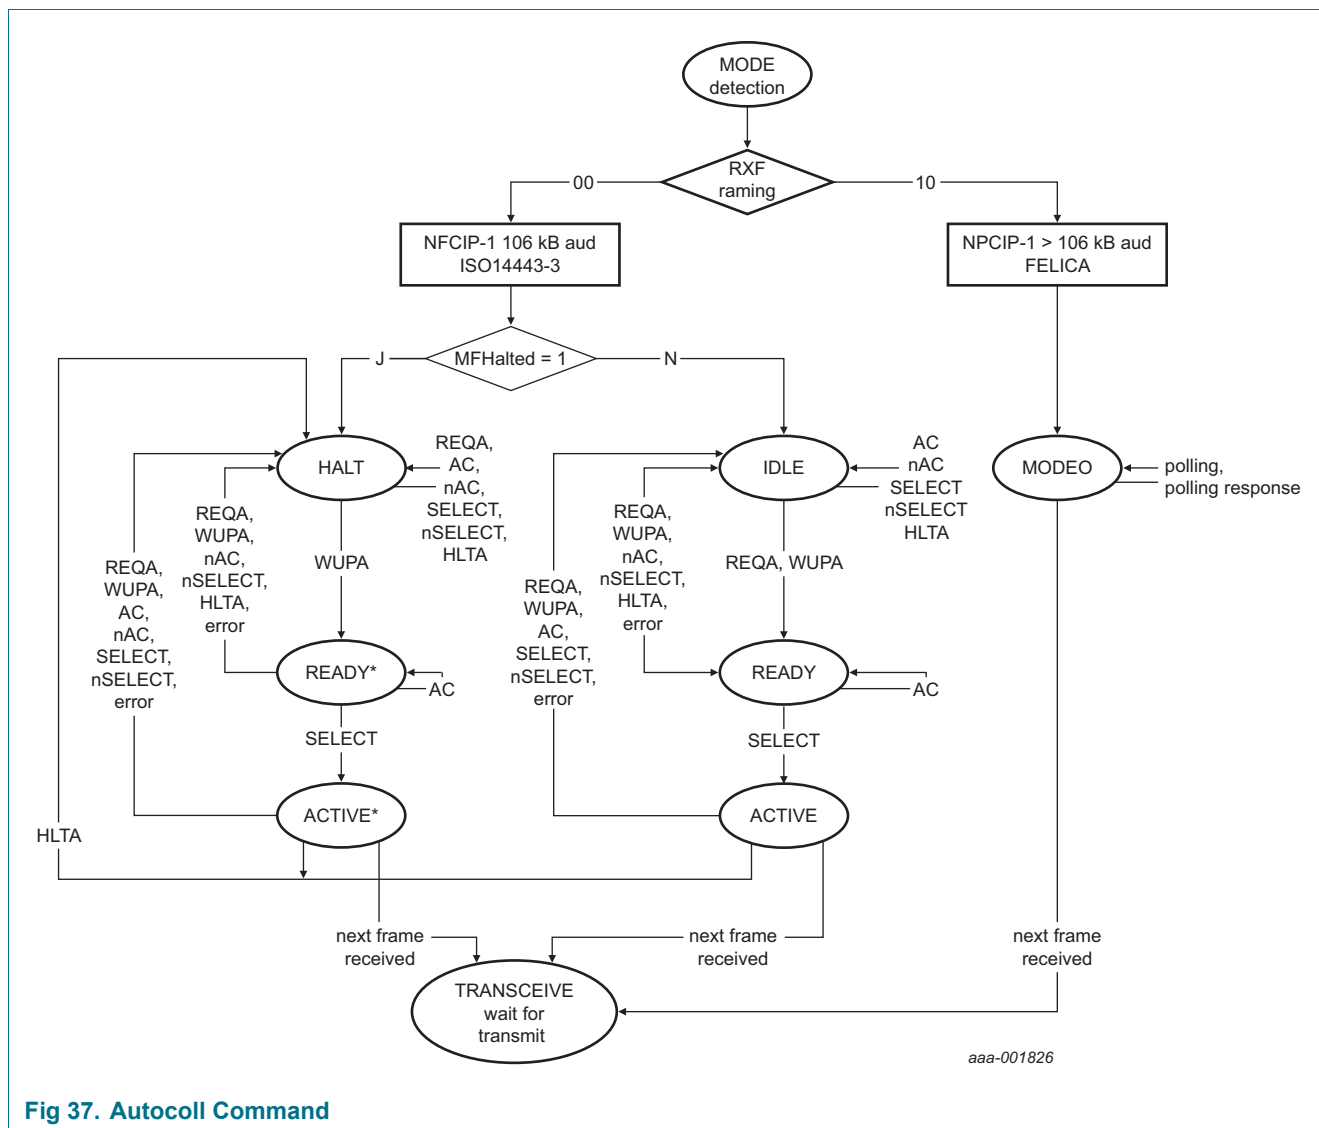 MODE
detection
RXF
raming
00
10
NFCIP-1 106 kB aud
ISO14443-3
NPCIP-1 > 106 kB aud
FELICA
J
MFHalted = 1
N
HALT
REQA,
AC,
nAC,
SELECT,
nSELECT,
HLTA
IDLE
AC
nAC
SELECT
nSELECT
HLTA
MODEO
polling,
polling response
REQA,
WUPA,
nAC,
nSELECT,
HLTA,
error
REQA,
WUPA,
AC,
nAC,
SELECT,
nSELECT,
error
WUPA
REQA,
WUPA,
nAC,
nSELECT,
HLTA,
error
REQA,
WUPA,
AC,
SELECT,
nSELECT,
error
REQA, WUPA
READY*
AC
READY
AC
SELECT
SELECT
ACTIVE*
ACTIVE
HLTA
next frame
received
next frame
received
next frame
received
TRANSCEIVE
wait for
transmit
aaa-001826
Fig 37. Autocoll Command